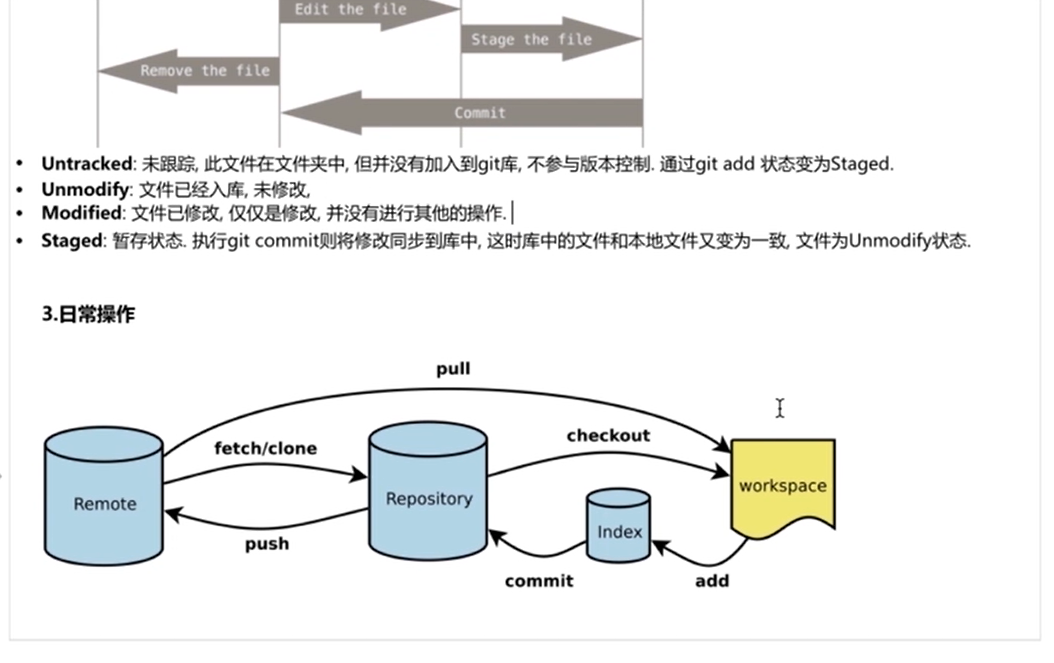 Edit the file
Stage the file
Remove the file
Commit
• Untracked: 未跟踪, 此文件在文件夹中, 但并没有加入到git库, 不参与版本控制. 通过git add 状态变为Staged.
• Unmodify: 文件已经入库, 未修改,
• Modified: 文件已修改, 仅仅是修改, 并没有进行其他的操作.
• Staged: 暂存状态. 执行git commit则将修改同步到库中, 这时库中的文件和本地文件又变为一致, 文件为Unmodify状态.
3.日常操作
pull
fetch/clone
checkout
Remote
Repository
workspace
Index
push
commit
add